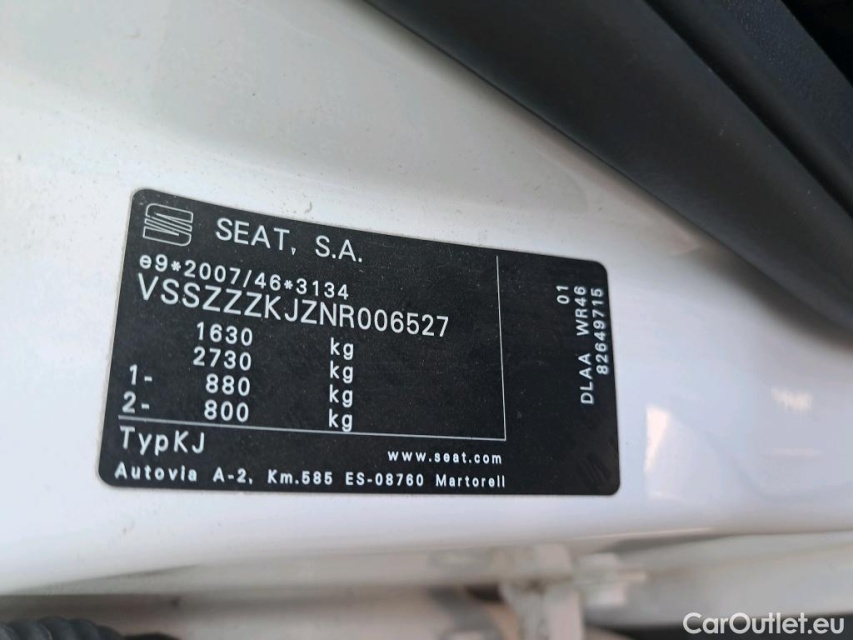 SEAT, S.A.
e9*2007/46*3134
VSSZZZKJZNR006527
1630 kg
2730 kg
1- 880 kg
2- 800 kg
TypKJ
www.seat.com
Autovia A-2, Km.585 ES-08760 Martorell
01
DLAA WR46
82649715
CarOutlet.eu